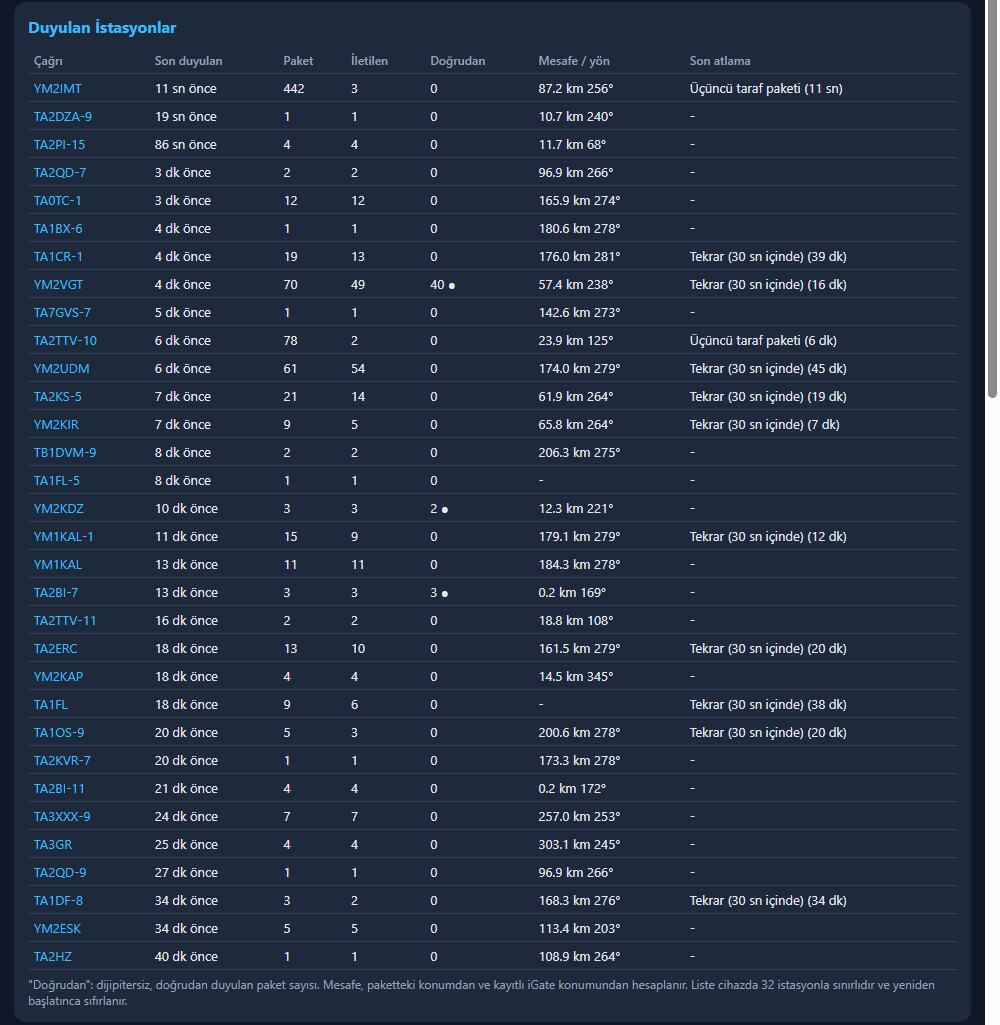 Duyulan İstasyonlar
Çağrı Son duyulan Paket İletilen Doğrudan Mesafe / yön Son atlama
YM2IMT 11 sn önce 442 3 0 87.2 km 256° Üçüncü taraf paketi (11 sn)
TA2DZA-9 19 sn önce 1 1 0 10.7 km 240° -
TA2PI-15 86 sn önce 4 4 0 11.7 km 68° -
TA2QD-7 3 dk önce 2 2 0 96.9 km 266° -
TA0TC-1 3 dk önce 12 12 0 165.9 km 274° -
TA1BX-6 4 dk önce 1 1 0 180.6 km 278° -
TA1CR-1 4 dk önce 19 13 0 176.0 km 281° Tekrar (30 sn içinde) (39 dk)
YM2VGT 4 dk önce 70 49 40 ● 57.4 km 238° Tekrar (30 sn içinde) (16 dk)
TA7GVS-7 5 dk önce 1 1 0 142.6 km 273° -
TA2TTV-10 6 dk önce 78 2 0 23.9 km 125° Üçüncü taraf paketi (6 dk)
YM2UDM 6 dk önce 61 54 0 174.0 km 279° Tekrar (30 sn içinde) (45 dk)
TA2KS-5 7 dk önce 21 14 0 61.9 km 264° Tekrar (30 sn içinde) (19 dk)
YM2KIR 7 dk önce 9 5 0 65.8 km 264° Tekrar (30 sn içinde) (7 dk)
TB1DVM-9 8 dk önce 2 2 0 206.3 km 275° -
TA1FL-5 8 dk önce 1 1 0 - -
YM2KDZ 10 dk önce 3 3 2 ● 12.3 km 221° -
YM1KAL-1 11 dk önce 15 9 0 179.1 km 279° Tekrar (30 sn içinde) (12 dk)
YM1KAL 13 dk önce 11 11 0 184.3 km 278° -
TA2BI-7 13 dk önce 3 3 3 ● 0.2 km 169° -
TA2TTV-11 16 dk önce 2 2 0 18.8 km 108° -
TA2ERC 18 dk önce 13 10 0 161.5 km 279° Tekrar (30 sn içinde) (20 dk)
YM2KAP 18 dk önce 4 4 0 14.5 km 345° -
TA1FL 18 dk önce 9 6 0 - Tekrar (30 sn içinde) (38 dk)
TA1OS-9 20 dk önce 5 3 0 200.6 km 278° Tekrar (30 sn içinde) (20 dk)
TA2KVR-7 20 dk önce 1 1 0 173.3 km 278° -
TA2BI-11 21 dk önce 4 4 0 0.2 km 172° -
TA3XXX-9 24 dk önce 7 7 0 257.0 km 253° -
TA3GR 25 dk önce 4 4 0 303.1 km 245° -
TA2QD-9 27 dk önce 1 1 0 96.9 km 266° -
TA1DF-8 34 dk önce 3 2 0 168.3 km 276° Tekrar (30 sn içinde) (34 dk)
YM2ESK 34 dk önce 5 5 0 113.4 km 203° -
TA2HZ 40 dk önce 1 1 0 108.9 km 264° -
"Doğrudan": dijipitersiz, doğrudan duyulan paket sayısı. Mesafe, paketteki konumdan ve kayıtlı iGate konumundan hesaplanır. Liste cihazda 32 istasyonla sınırlıdır ve yeniden
başlatınca sıfırlanır.